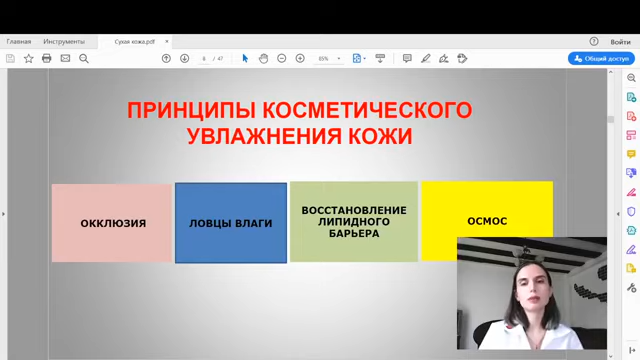 Главная Инструменты Сухая кожа.pdf × Войти
6 / 47 65% Общий доступ
ПРИНЦИПЫ КОСМЕТИЧЕСКОГО
УВЛАЖНЕНИЯ КОЖИ
ОККЛЮЗИЯ
ЛОВЦЫ ВЛАГИ
ВОССТАНОВЛЕНИЕ
ЛИПИДНОГО
БАРЬЕРА
ОСМОС